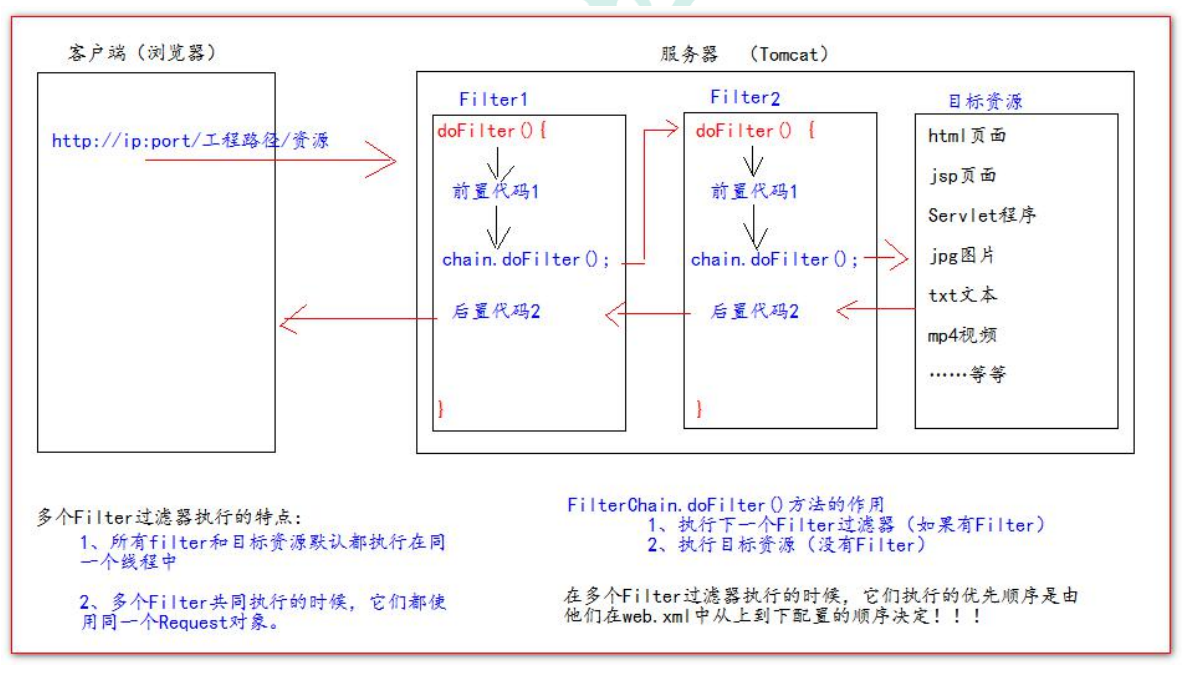 客户端（浏览器）
http://ip:port/工程路径/资源
服务器 （Tomcat）
Filter1
doFilter(){
前置代码1
chain.doFilter();
后置代码2
}
Filter2
doFilter() {
前置代码1
chain.doFilter();
后置代码2
}
目标资源
html页面
jsp页面
Servlet程序
jpg图片
txt文本
mp4视频
……等等
多个Filter过滤器执行的特点：
1、所有filter和目标资源默认都执行在同
一个线程中
2、多个Filter共同执行的时候，它们都使
用同一个Request对象。
FilterChain.doFilter()方法的作用
1、执行下一个Filter过滤器（如果有Filter）
2、执行目标资源（没有Filter）
在多个Filter过滤器执行的时候，它们执行的优先顺序是由
他们在web.xml中从上到下配置的顺序决定！！！